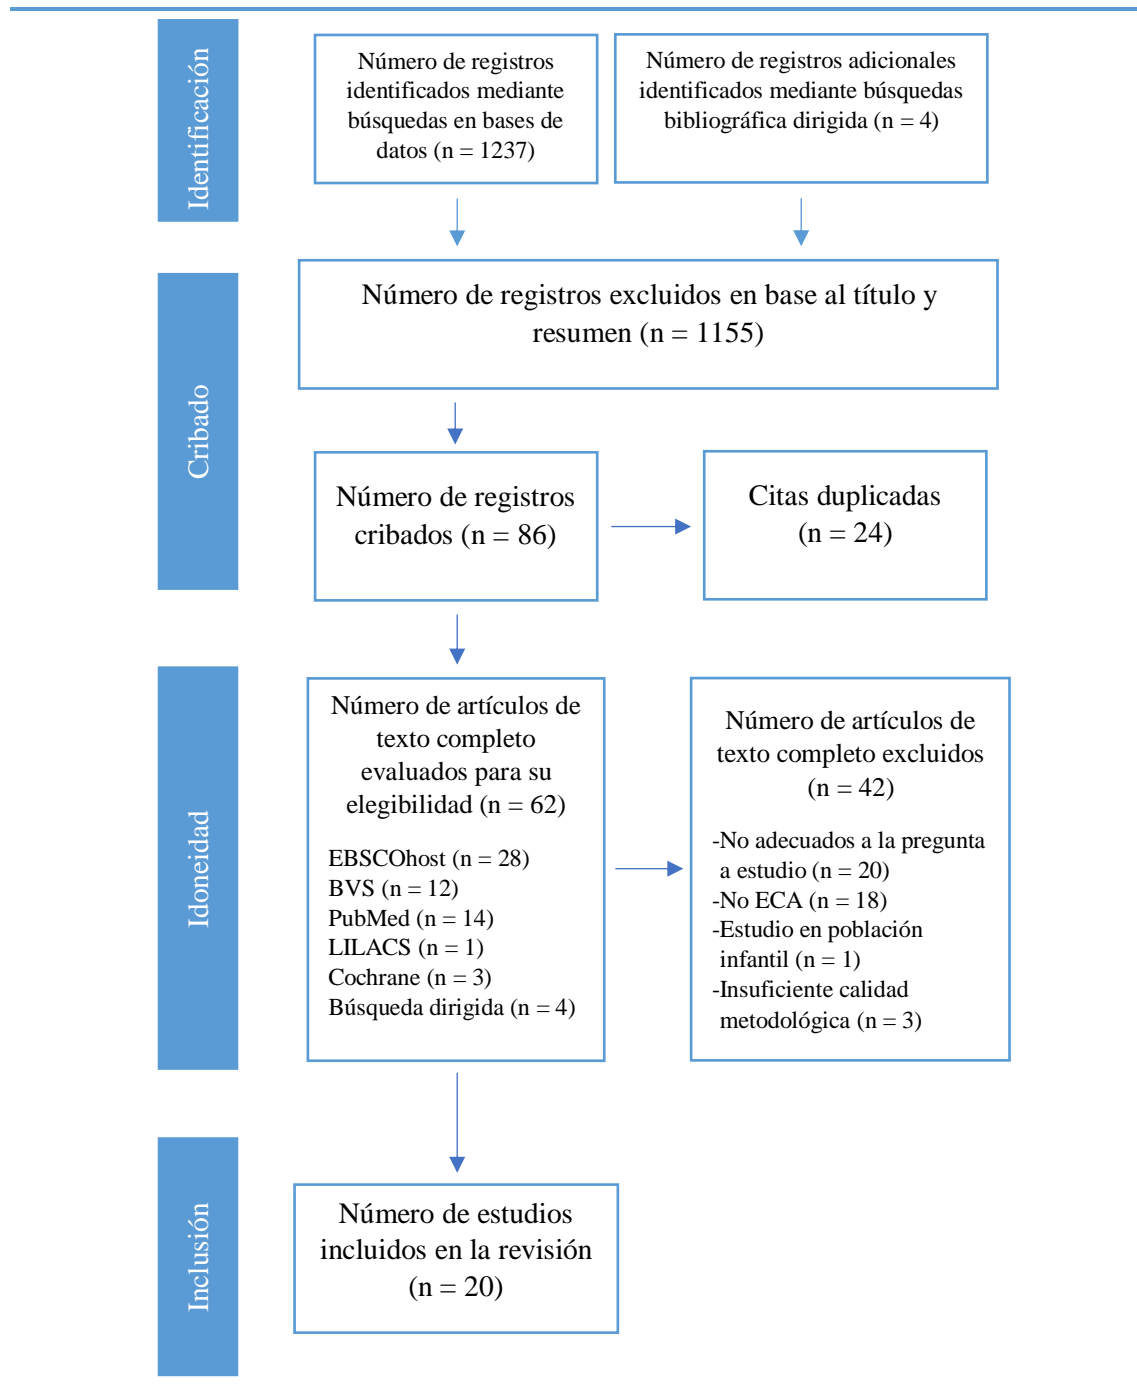 Identificación
Número de registros
identificados mediante
búsquedas en bases de
datos (n = 1237)
Número de registros adicionales
identificados mediante búsquedas
bibliográfica dirigida (n = 4)
Cribado
Número de registros excluidos en base al título y
resumen (n = 1155)
Número de registros
cribados (n = 86)
Citas duplicadas
(n = 24)
Idoneidad
Número de artículos de
texto completo
evaluados para su
elegibilidad (n = 62)
EBSCOhost (n = 28)
BVS (n = 12)
PubMed (n = 14)
LILACS (n = 1)
Cochrane (n = 3)
Búsqueda dirigida (n = 4)
Número de artículos de
texto completo excluidos
(n = 42)
-No adecuados a la pregunta
a estudio (n = 20)
-No ECA (n = 18)
-Estudio en población
infantil (n = 1)
-Insuficiente calidad
metodológica (n = 3)
Inclusión
Número de estudios
incluidos en la revisión
(n = 20)